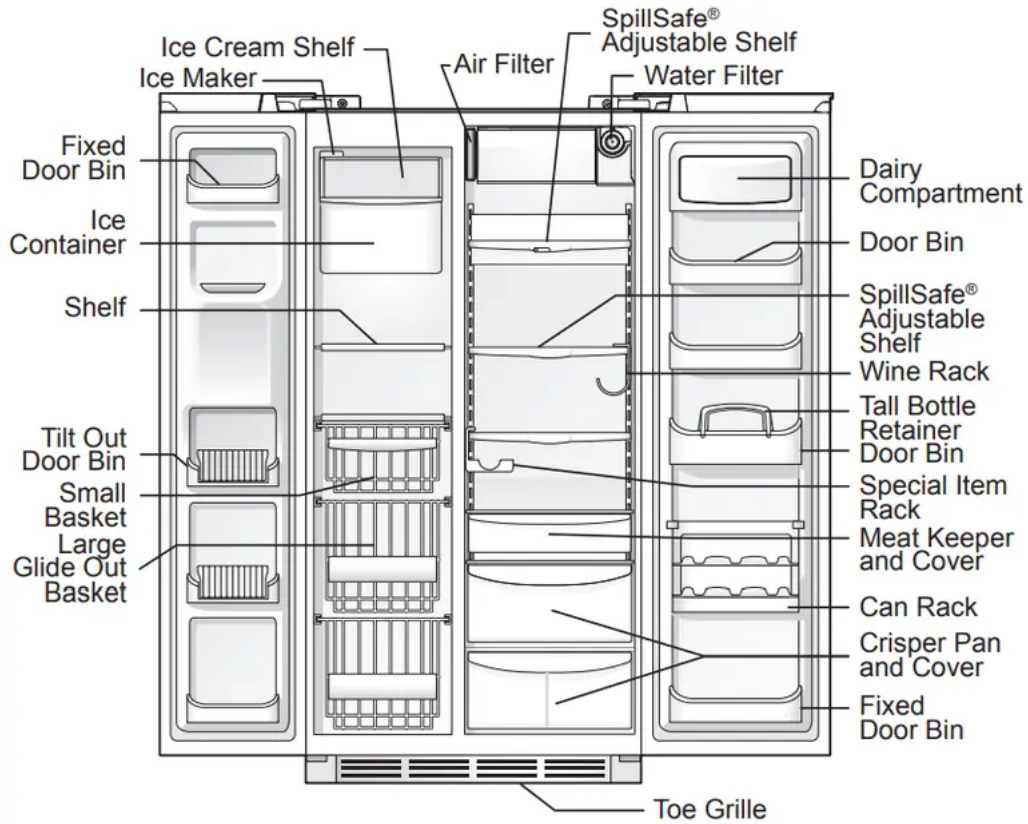 SpillSafe®
Adjustable Shelf
Ice Cream Shelf
Air Filter
Water Filter
Ice Maker
Fixed
Door Bin
Ice
Container
Shelf
Tilt Out
Door Bin
Small
Basket
Large
Glide Out
Basket
Dairy
Compartment
Door Bin
SpillSafe®
Adjustable
Shelf
Wine Rack
Tall Bottle
Retainer
Door Bin
Special Item
Rack
Meat Keeper
and Cover
Can Rack
Crisper Pan
and Cover
Fixed
Door Bin
Toe Grille